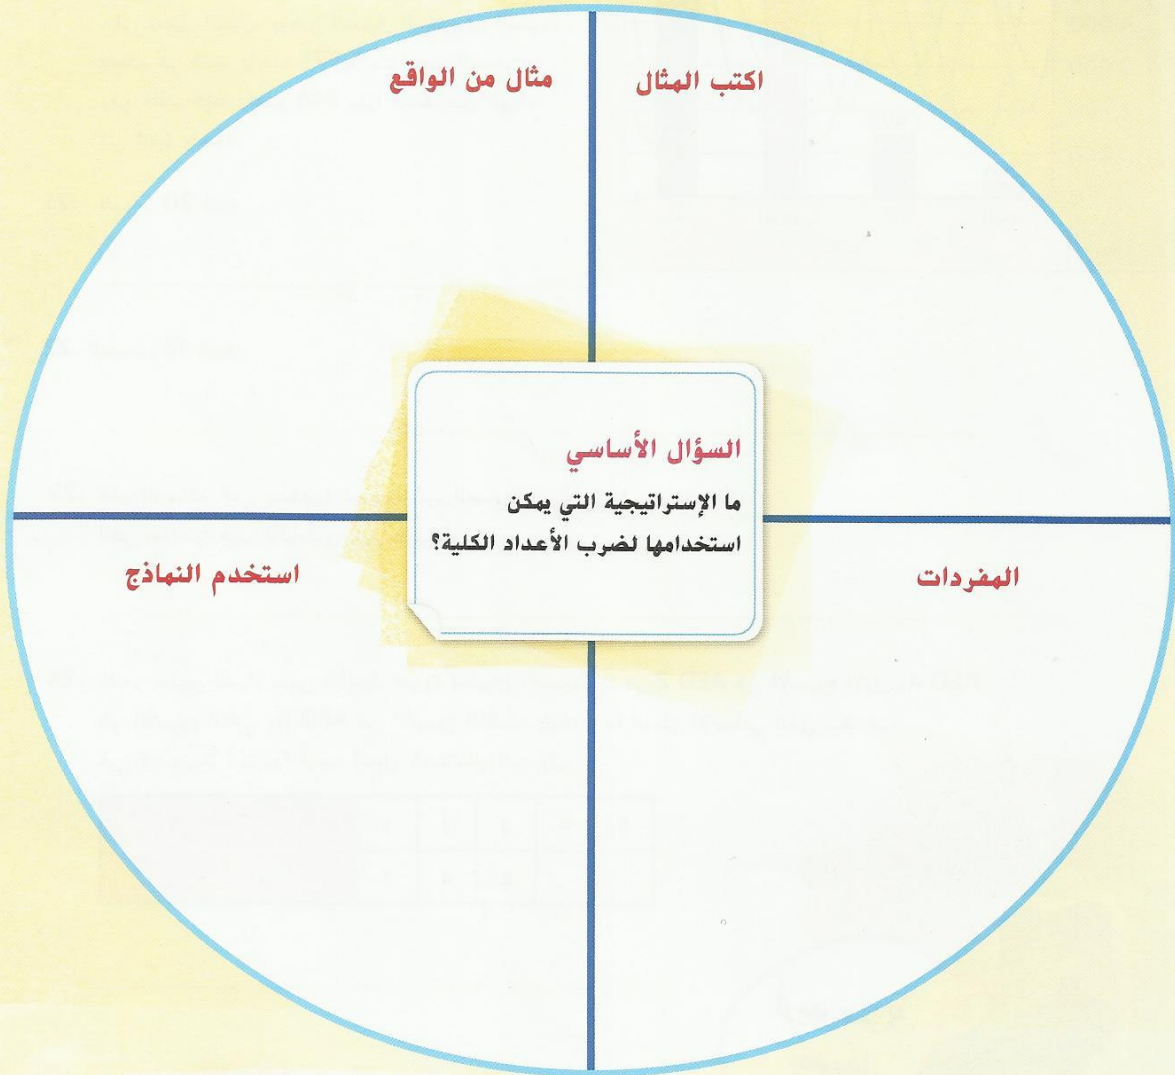 اكتب المثال
مثال من الواقع
السؤال الأساسي
ما الإستراتيجية التي يمكن
استخدامها لضرب الأعداد الكلية؟
المفردات
استخدم النماذج